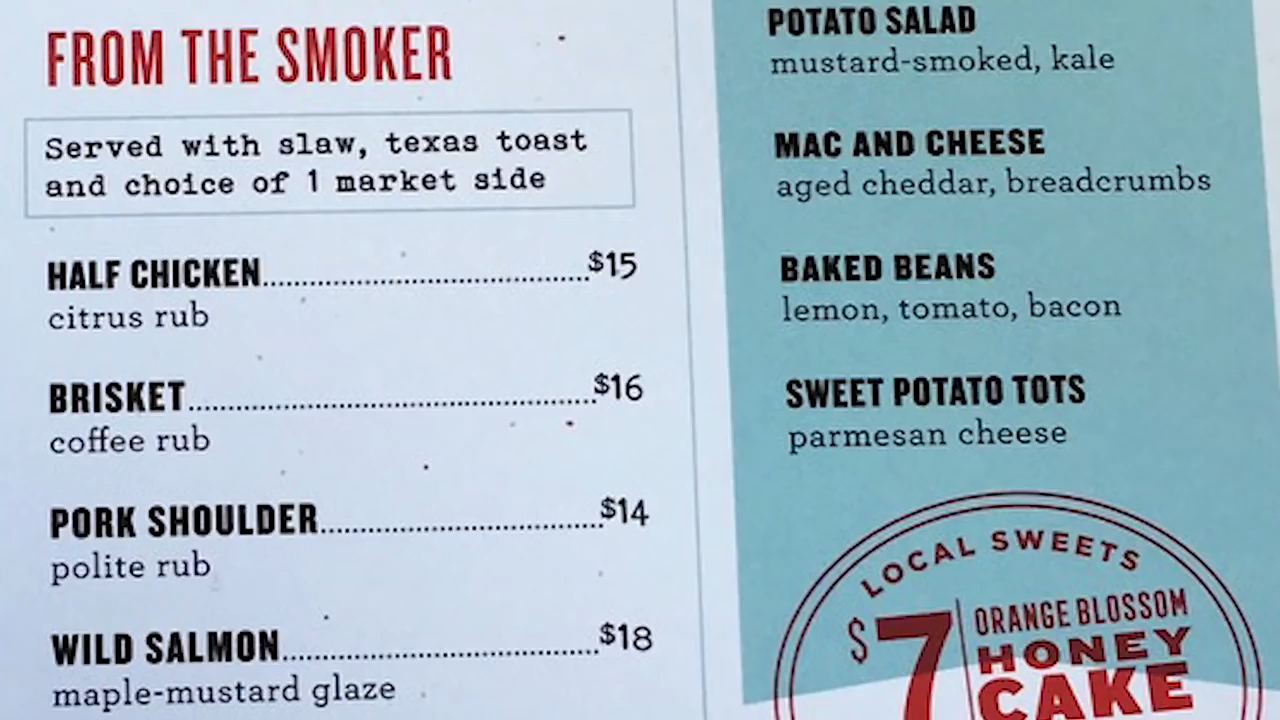 FROM THE SMOKER
Served with slaw, texas toast
and choice of 1 market side
HALF CHICKEN........................................$15
citrus rub
BRISKET........................................$16
coffee rub
PORK SHOULDER........................................$14
polite rub
WILD SALMON........................................$18
maple-mustard glaze
POTATO SALAD
mustard-smoked, kale
MAC AND CHEESE
aged cheddar, breadcrumbs
BAKED BEANS
lemon, tomato, bacon
SWEET POTATO TOTS
parmesan cheese
LOCAL SWEETS
$7
ORANGE BLOSSOM
HONEY
CAKE